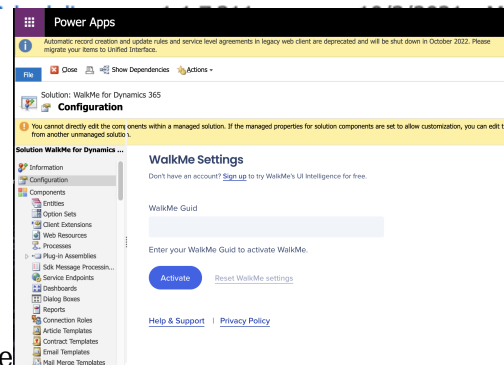 Power Apps
Automatic record creation and update rules and service level agreements in legacy web client are deprecated and will be shut down in October 2022. Please
migrate your items to Unified Interface.
File
Close
Show Dependencies
Actions
Solution: WalkMe for Dynamics 365
Configuration
You cannot directly edit the components within a managed solution. If the managed properties for solution components are set to allow customization, you can edit t
from another unmanaged solution.
Solution WalkMe for Dynamics ...
Information
Configuration
Components
Entities
Option Sets
Client Extensions
Web Resources
Processes
Plug-in Assemblies
Sdk Message Processin...
Service Endpoints
Dashboards
Dialog Boxes
Reports
Connection Roles
Article Templates
Contract Templates
Email Templates
Mail Merge Templates
WalkMe Settings
Don't have an account? Sign up to try WalkMe's UI Intelligence for free.
WalkMe Guid
Enter your WalkMe Guid to activate WalkMe.
Activate
Reset WalkMe settings
Help & Support | Privacy Policy
e